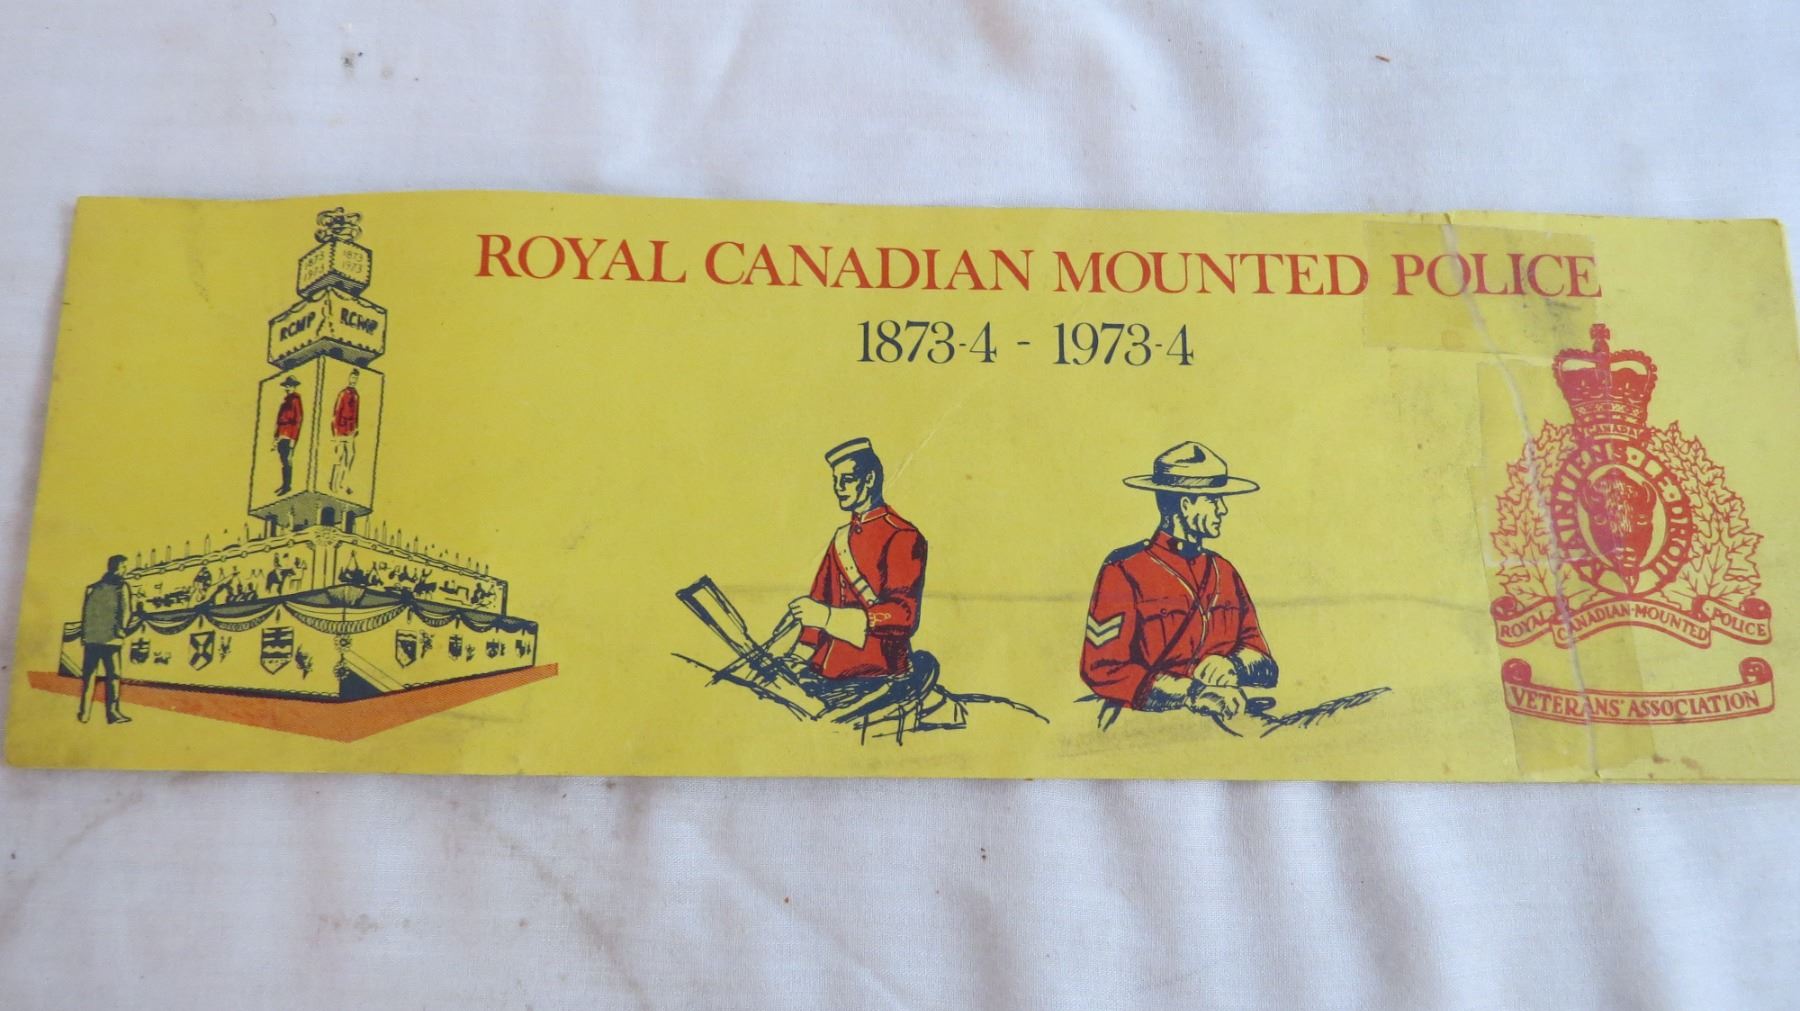 ROYAL CANADIAN MOUNTED POLICE
1873-4 - 1973-4
1873 1873
1973 1973
RCMP RCMP
CANADA
MAINTIENS LE DROIT
ROYAL CANADIAN MOUNTED POLICE
VETERANS' ASSOCIATION